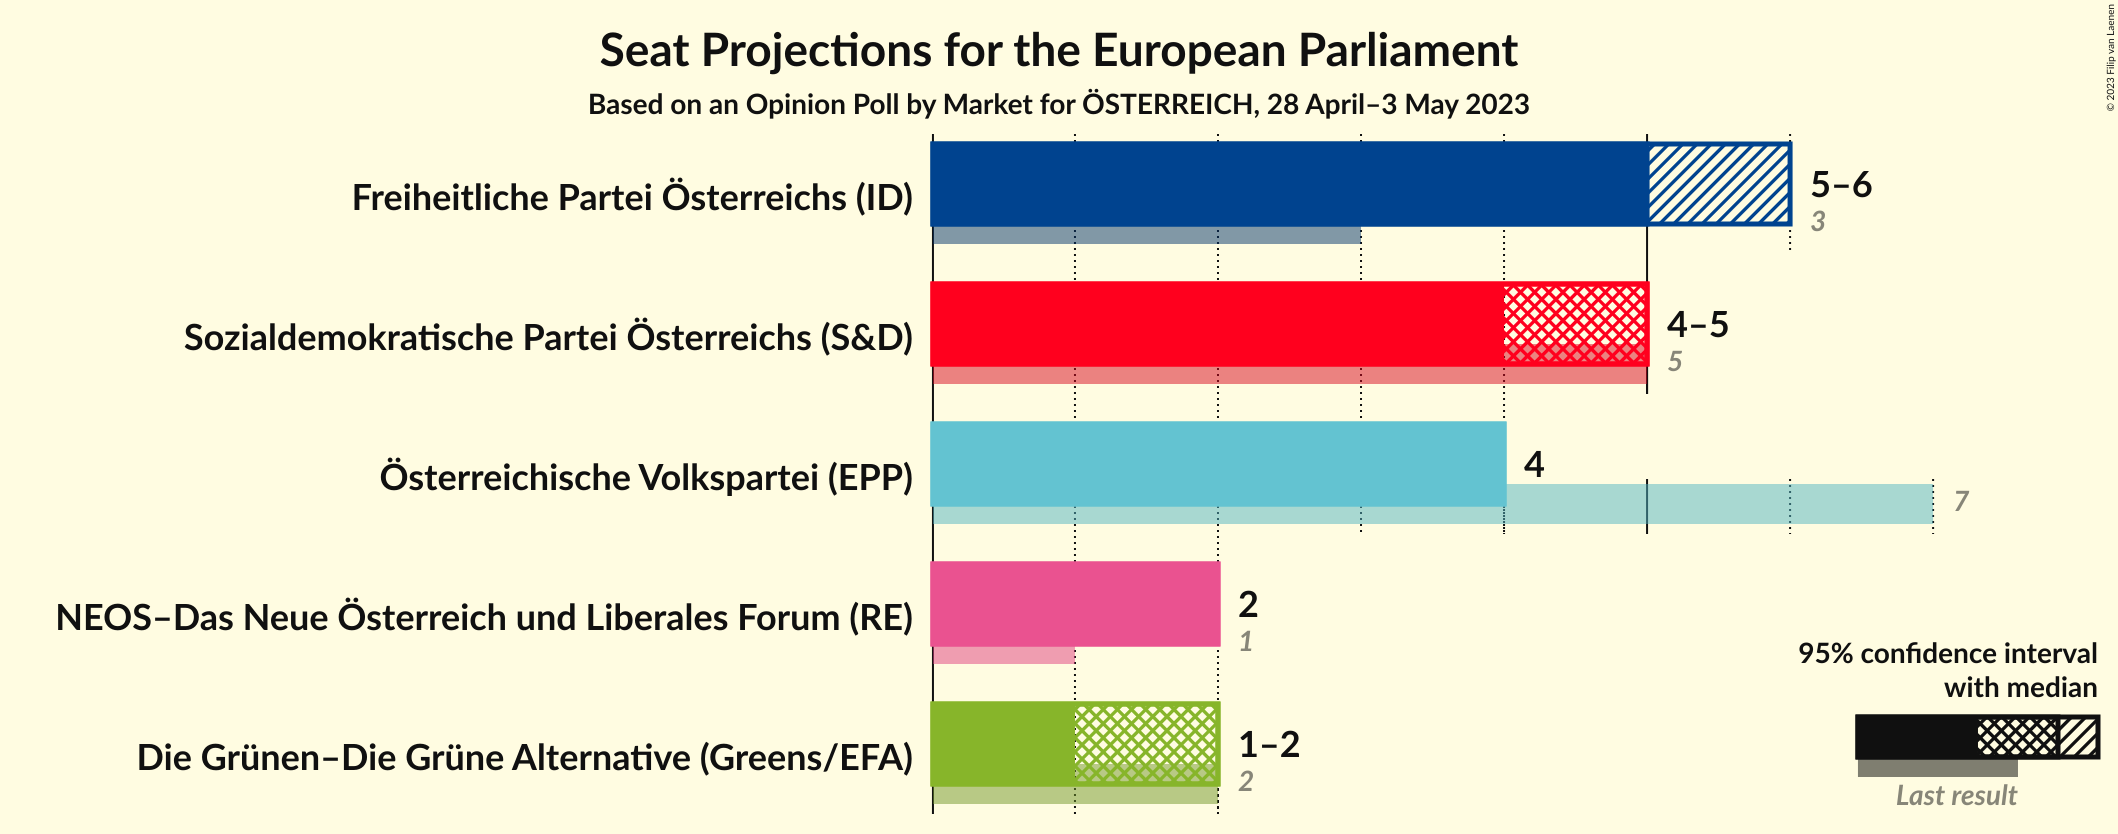 Seat Projections for the European Parliament
Based on an Opinion Poll by Market for ÖSTERREICH, 28 April–3 May 2023
© 2023 Filip van Laenen
Freiheitliche Partei Österreichs (ID)
5–6
3
Sozialdemokratische Partei Österreichs (S&D)
4–5
5
Österreichische Volkspartei (EPP)
4
7
NEOS–Das Neue Österreich und Liberales Forum (RE)
2
1
Die Grünen–Die Grüne Alternative (Greens/EFA)
1–2
2
95% confidence interval
with median
Last result